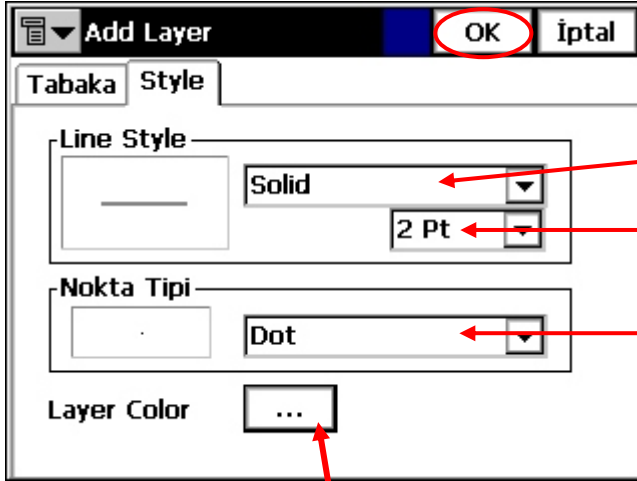 Add Layer OK İptal
Tabaka Style
Line Style
Solid
2 Pt
Nokta Tipi
Dot
Layer Color ...